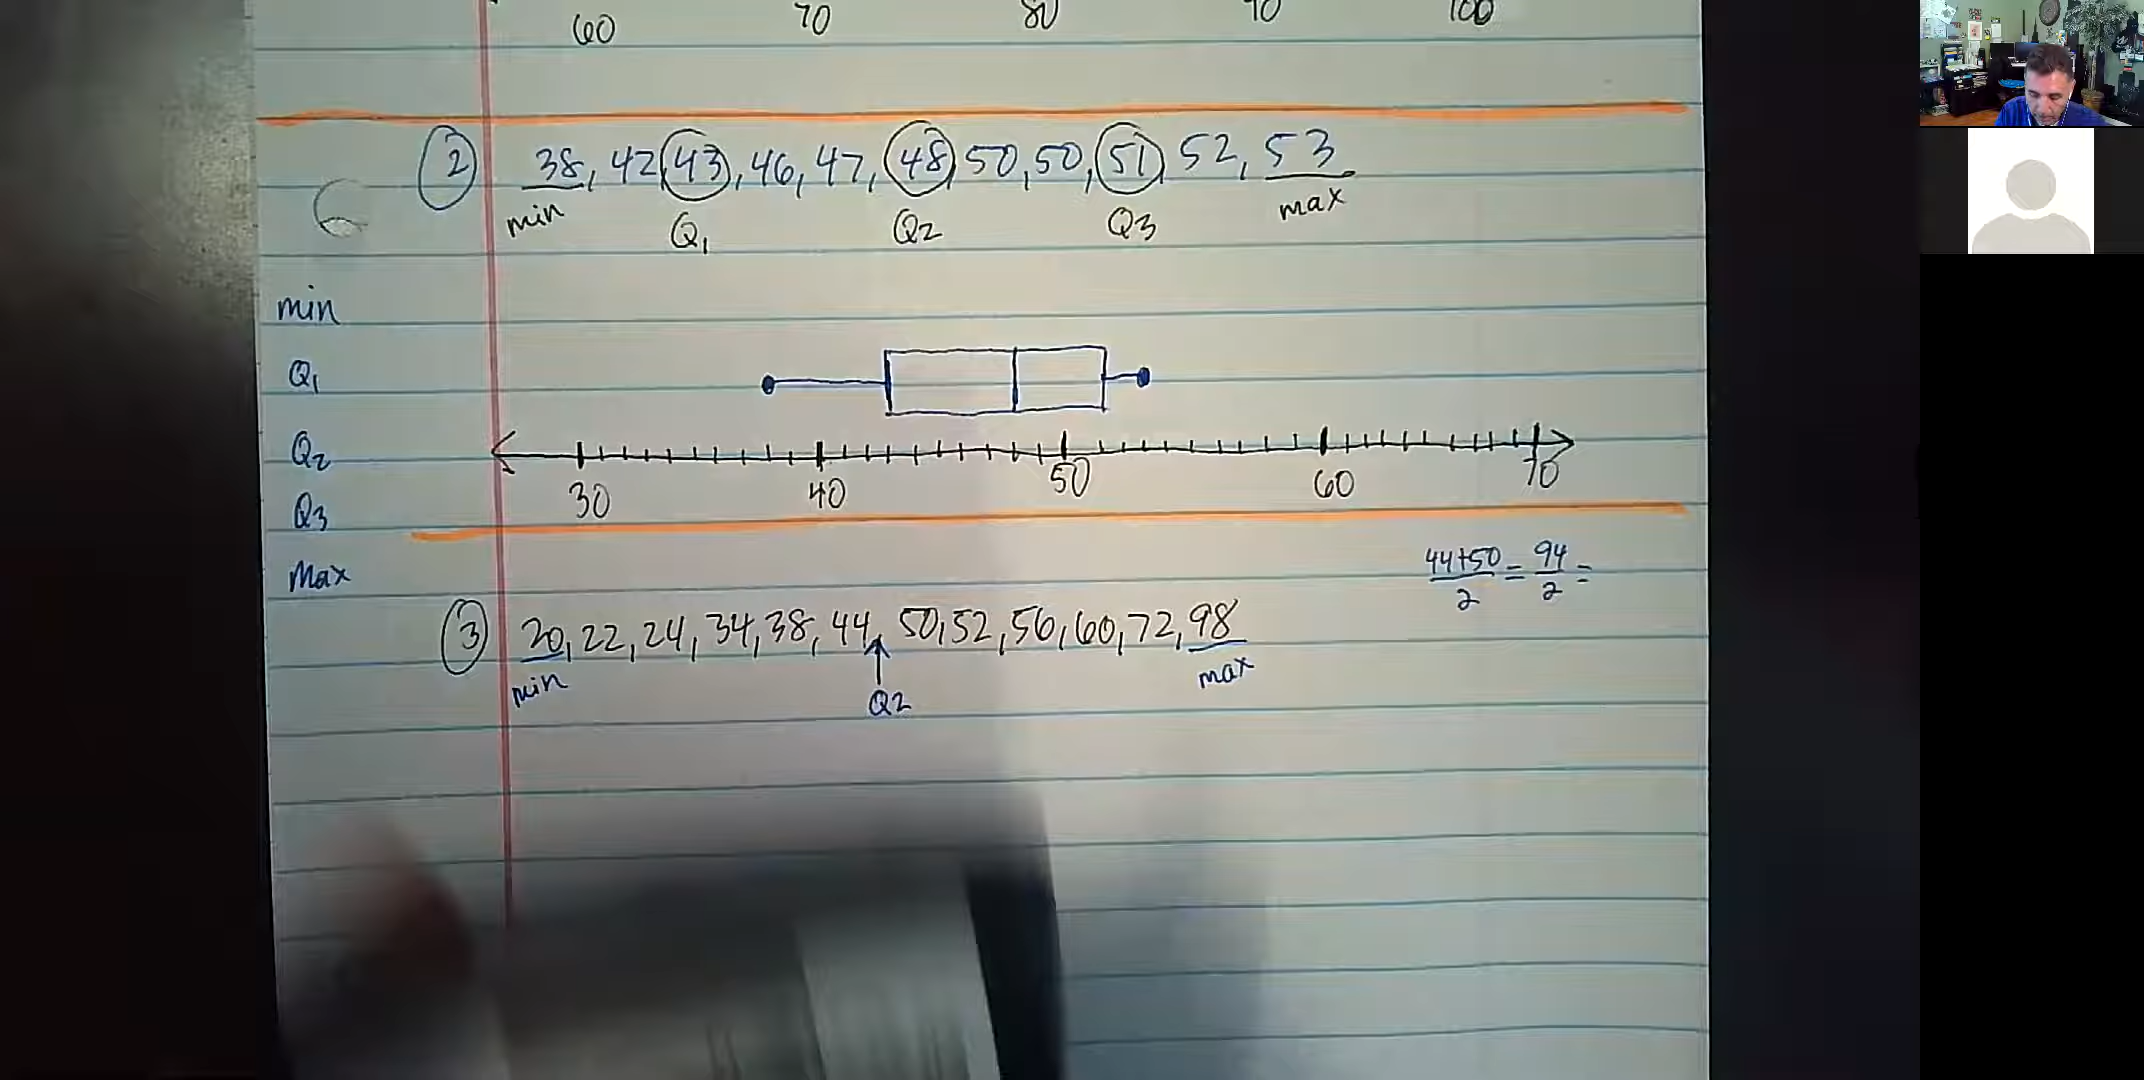 60 70 80 90 100
2 38, 42, 43, 46, 47, 48, 50, 50, 51, 52, 53
min Q1 Q2 Q3 max
min
Q1
Q2
30 40 50 60 70
Q3
44+50/2 = 94/2 =
Max
3 20, 22, 24, 34, 38, 44, 50, 52, 56, 60, 72, 98
min Q2 max